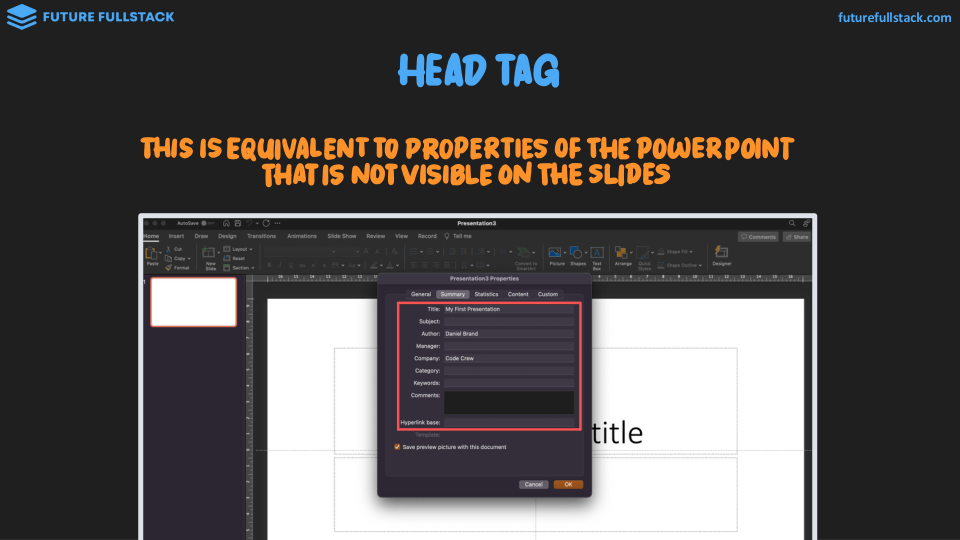 FUTURE FULLSTACK
futurefullstack.com
HEAD TAG
THIS IS EQUIVALENT TO PROPERTIES OF THE POWERPOINT
THAT IS NOT VISIBLE ON THE SLIDES
AutoSave
Presentation3
Home Insert Draw Design Transitions Animations Slide Show Review View Record Tell me
Comments Share
Paste
Cut
Copy
Format
New Slide
Layout
Reset
Section
Convert to SmartArt
Picture Shapes Text Box
Arrange Quick Styles
Shape Fill
Shape Outline
Designer
1
Presentation3 Properties
General Summary Statistics Content Custom
Title: My First Presentation
Subject:
Author: Daniel Brand
Manager:
Company: Code Crew
Category:
Keywords:
Comments:
Hyperlink base:
Template:
Save preview picture with this document
Cancel OK
title